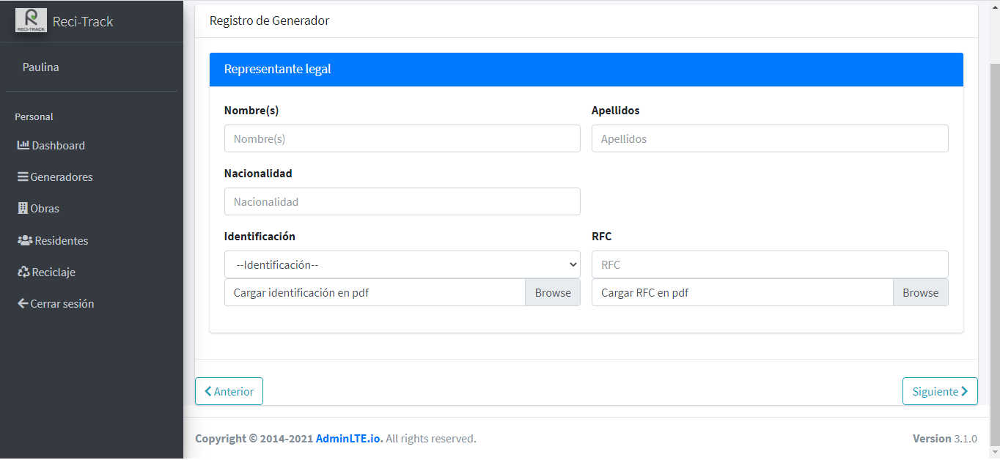 RECI-TRACK
Reci-Track
Paulina
Personal
Dashboard
Generadores
Obras
Residentes
Reciclaje
Cerrar sesión
Registro de Generador
Representante legal
Nombre(s)
Apellidos
Nombre(s)
Apellidos
Nacionalidad
Nacionalidad
Identificación
RFC
--Identificación--
RFC
Cargar identificación en pdf
Browse
Cargar RFC en pdf
Browse
Anterior
Siguiente
Copyright © 2014-2021 AdminLTE.io. All rights reserved.
Version 3.1.0